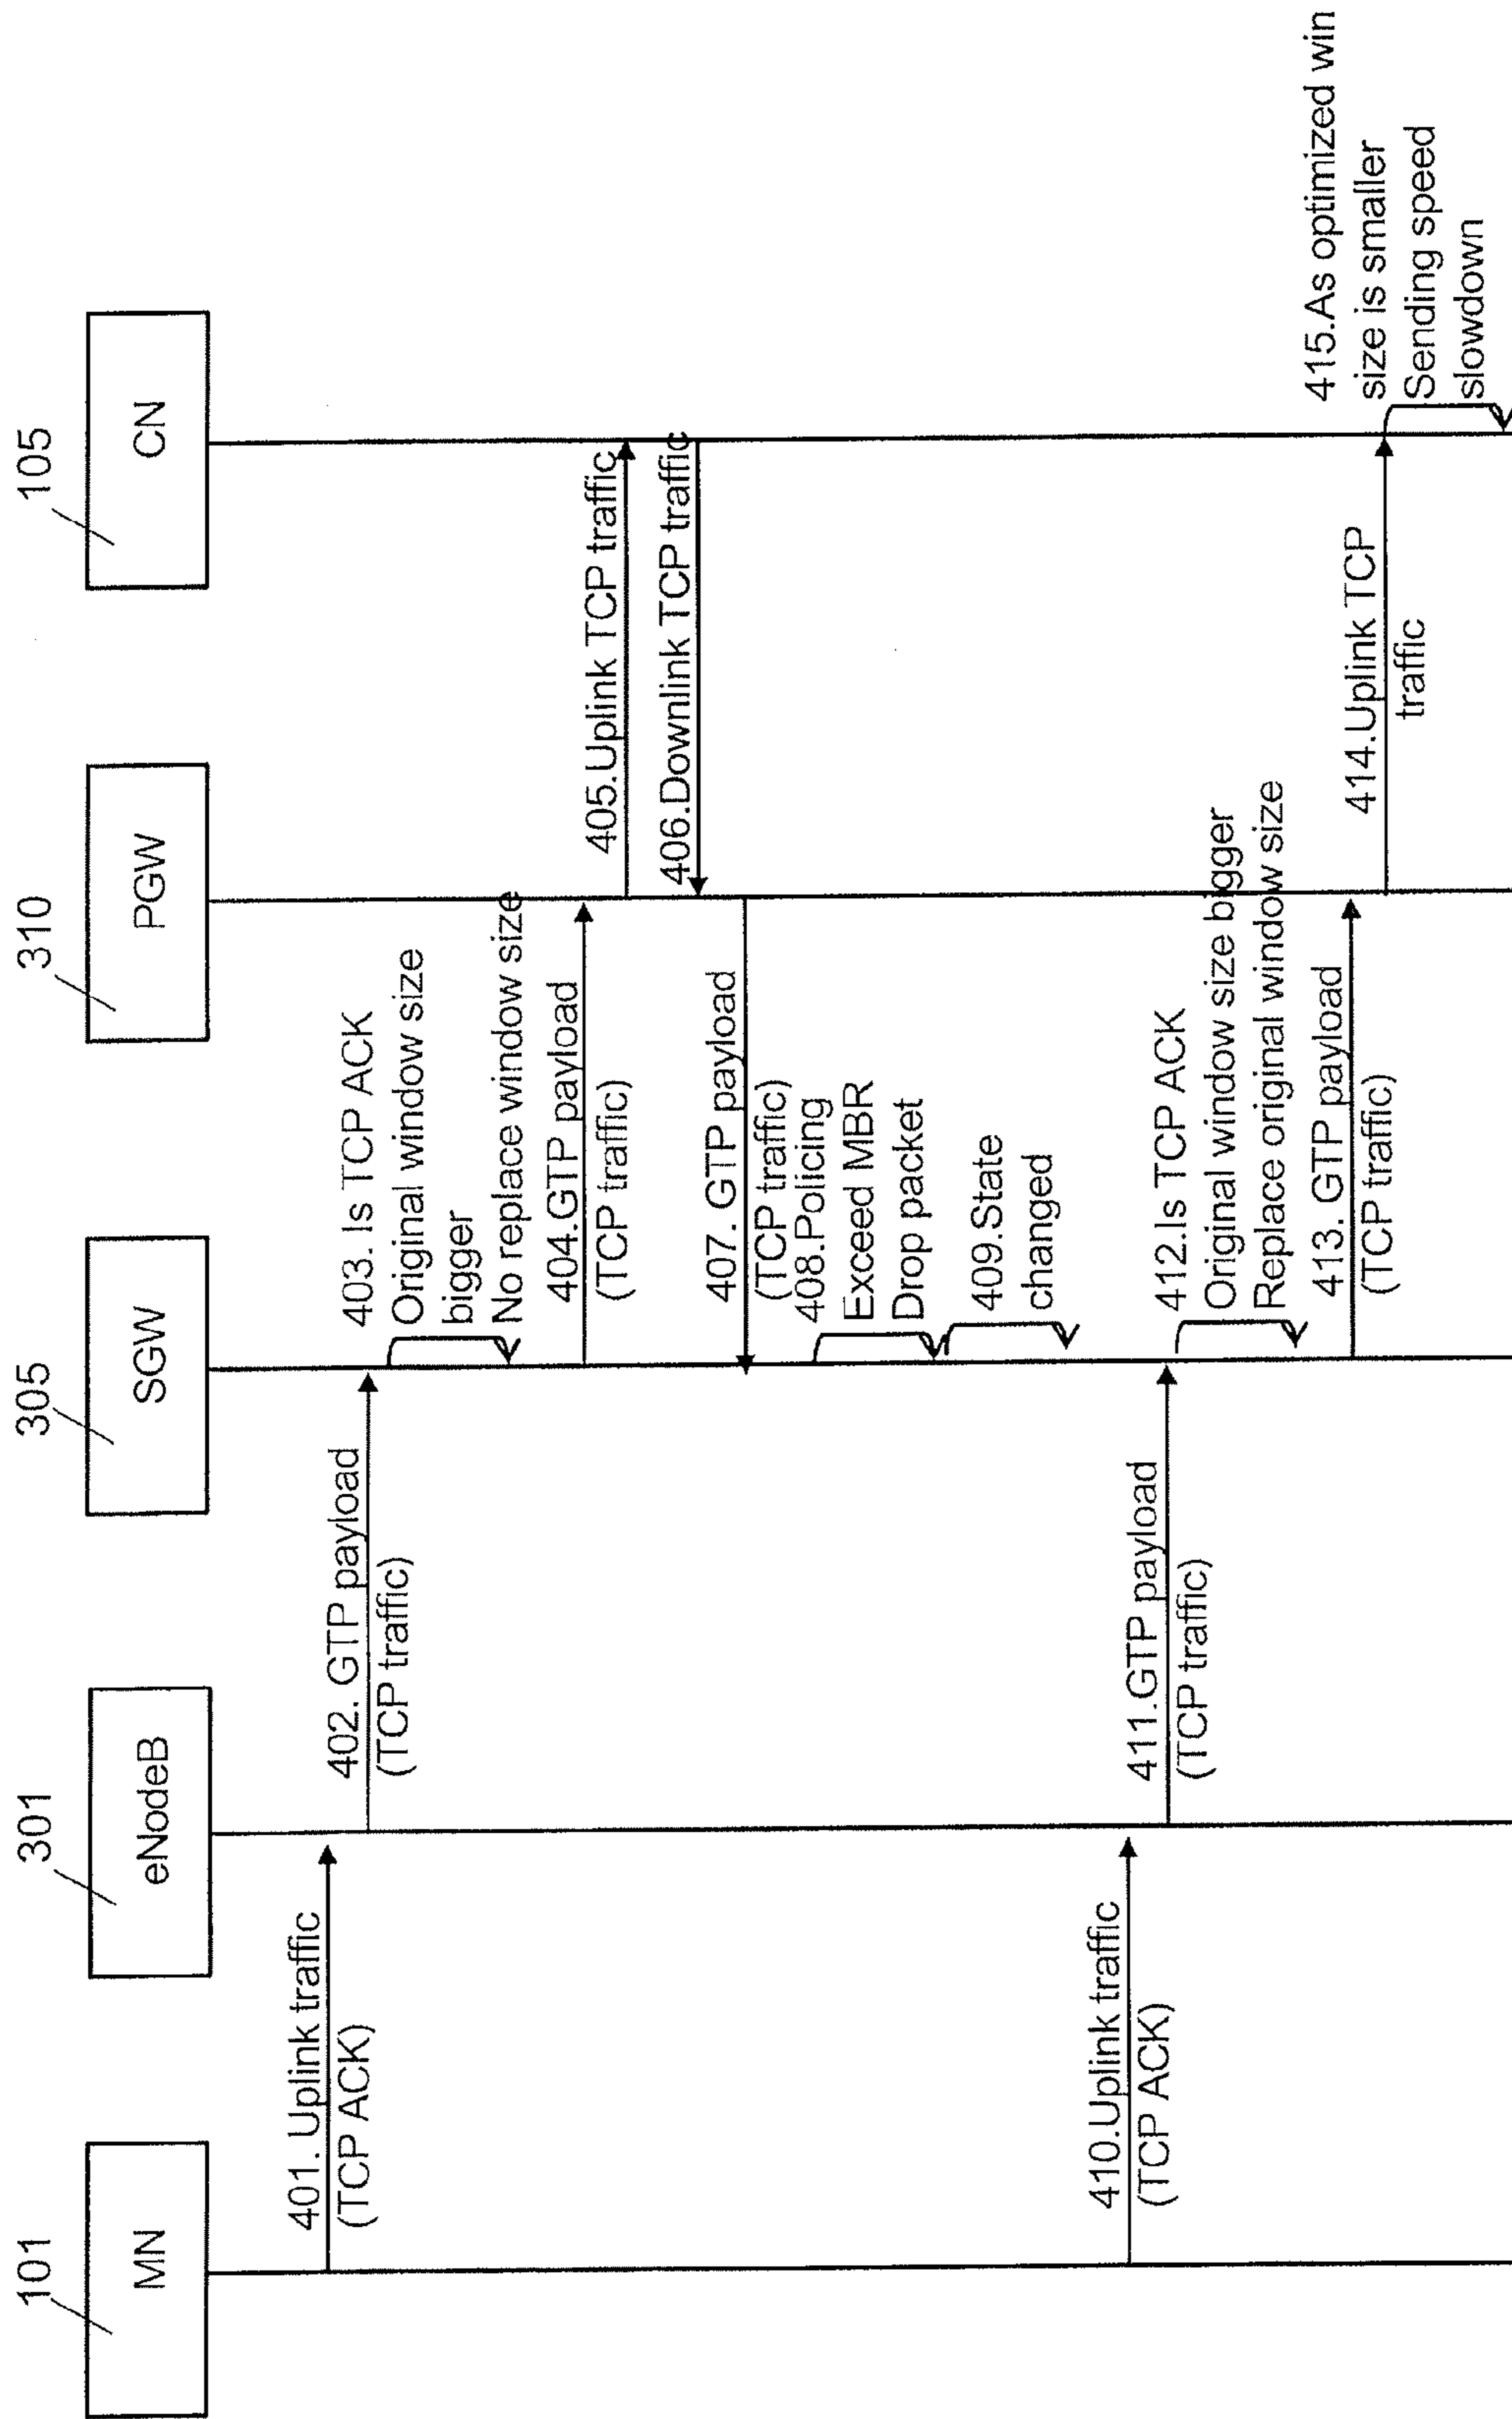 101
MN
301
eNodeB
305
SGW
310
PGW
105
CN
401. Uplink traffic
(TCP ACK)
402. GTP payload
(TCP traffic)
403. Is TCP ACK
Original window size
bigger
No replace window size
404.GTP payload
(TCP traffic)
405.Uplink TCP traffic
406.Downlink TCP traffic
407. GTP payload
(TCP traffic)
408.Policing
Exceed MBR
Drop packet
409.State
changed
410.Uplink traffic
(TCP ACK)
411.GTP payload
(TCP traffic)
412.Is TCP ACK
Original window size bigger
Replace original window size
413. GTP payload
(TCP traffic)
414.Uplink TCP
traffic
415.As optimized win
size is smaller
Sending speed
slowdown